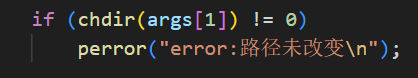 if (chdir(args[1]) != 0)
    perror("error:路径未改变\n");